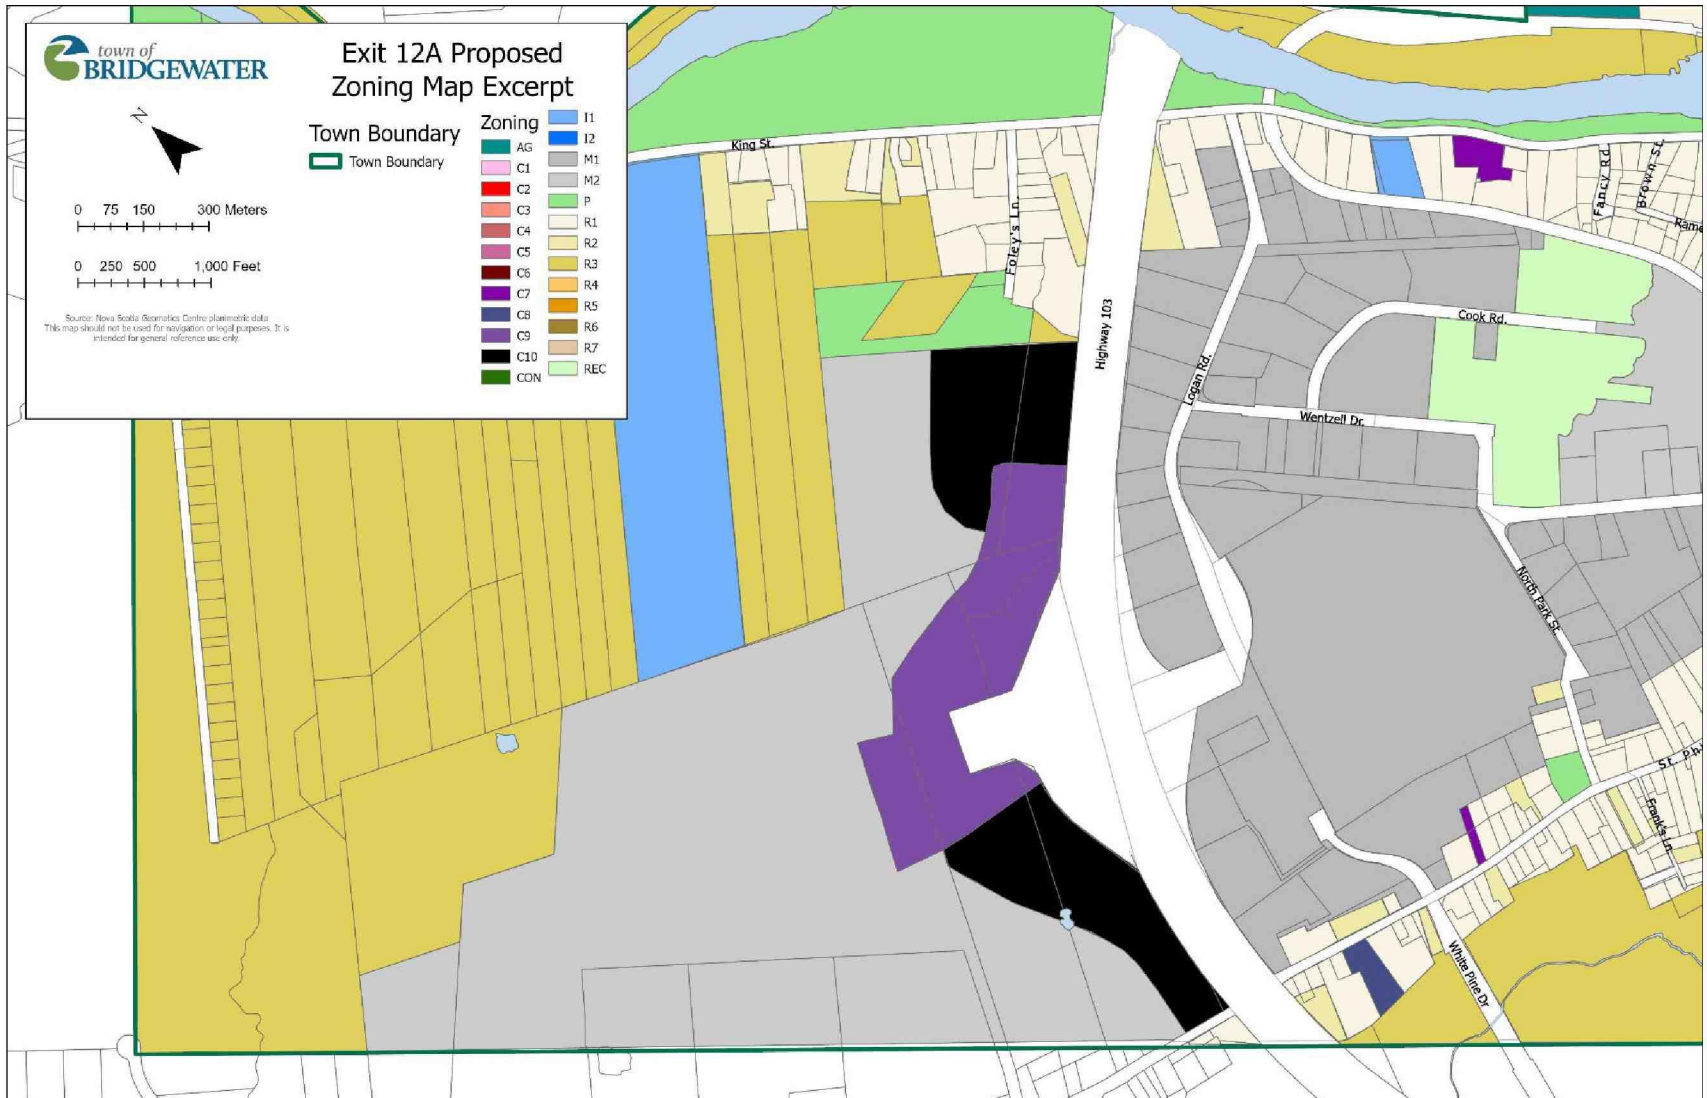 town of
BRIDGEWATER
Exit 12A Proposed
Zoning Map Excerpt
N
0 75 150 300 Meters
0 250 500 1,000 Feet
Source: Nova Scotia Geomatics Centre planimetric data
This map should not be used for navigation or legal purposes. It is
intended for general reference use only.
Town Boundary
Town Boundary
Zoning
AG
C1
C2
C3
C4
C5
C6
C7
C8
C9
C10
CON
I1
I2
M1
M2
P
R1
R2
R3
R4
R5
R6
R7
REC
King St.
Foley's Ln.
Highway 103
Logan Rd.
Cook Rd.
Wentzell Dr.
Fancy Rd.
Brown St.
Rame
North Park St.
St. Ph
Frank's Ln.
White Pine Dr